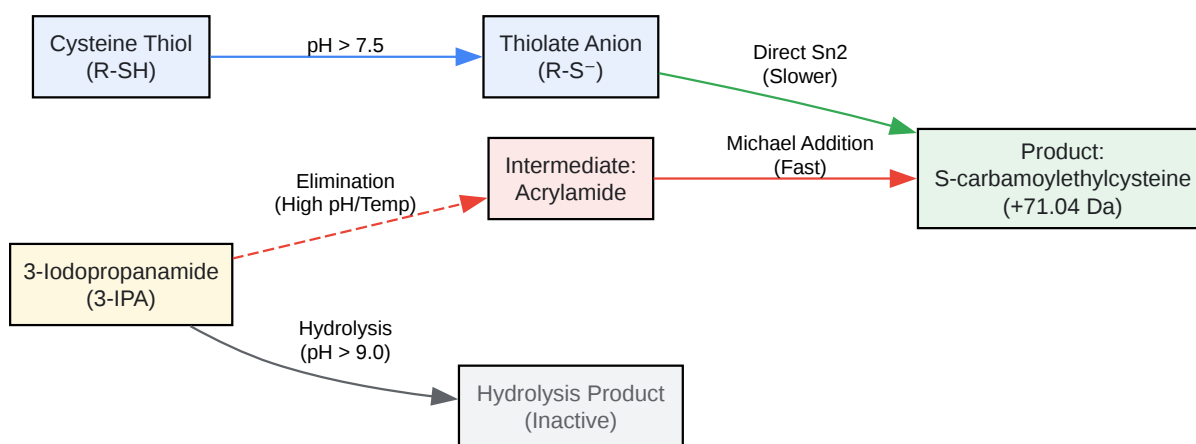 Cysteine Thiol
(R-SH)
pH > 7.5
Thiolate Anion
(R-S⁻)
Direct Sn2
(Slower)
Michael Addition
(Fast)
Product:
S-carbamoylethylcysteine
(+71.04 Da)
Intermediate:
Acrylamide
Elimination
(High pH/Temp)
3-Iodopropanamide
(3-IPA)
Hydrolysis
(pH > 9.0)
Hydrolysis Product
(Inactive)